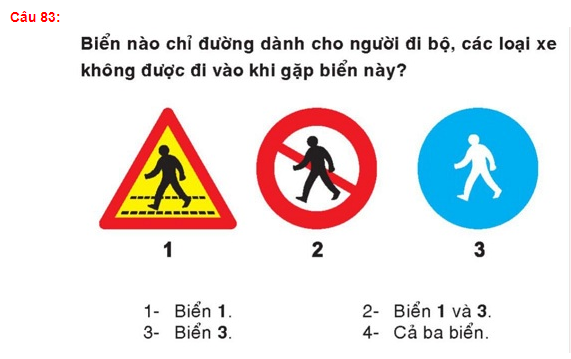 Câu 83:
Biển nào chỉ đường dành cho người đi bộ, các loại xe
không được đi vào khi gặp biển này?
1 2 3
1- Biển 1. 2- Biển 1 và 3.
3- Biển 3. 4- Cả ba biển.